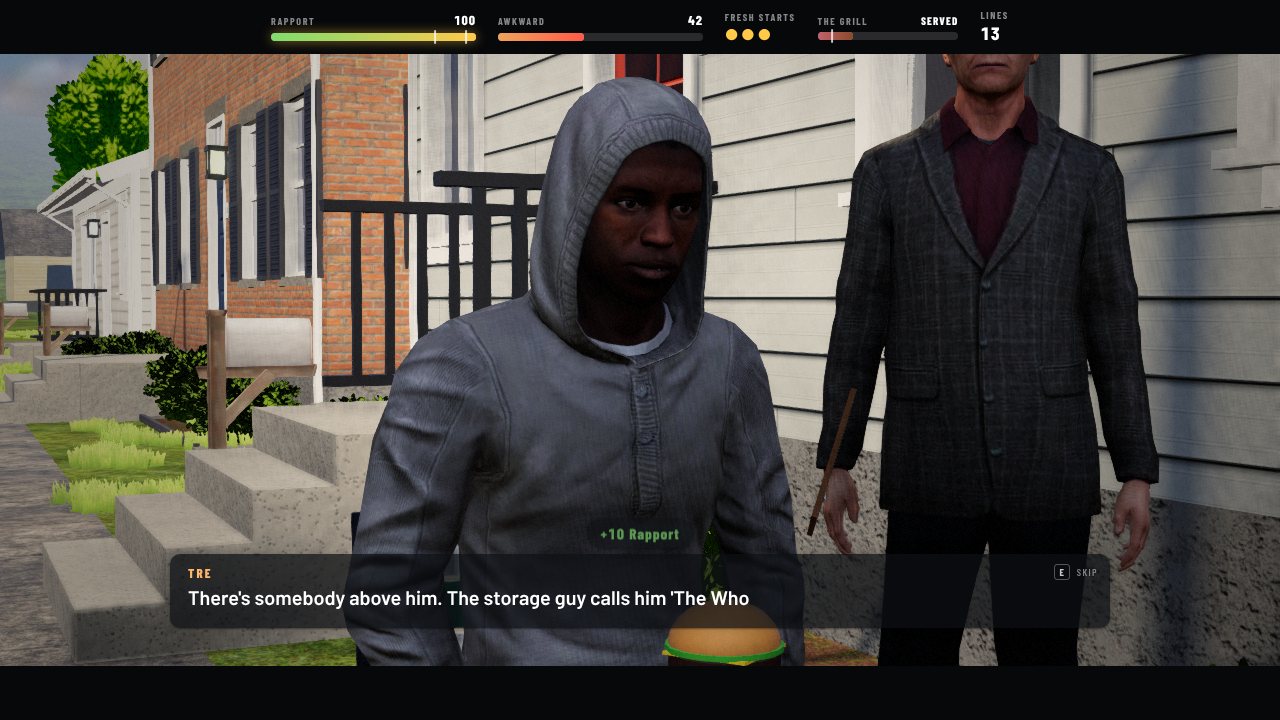 RAPPORT 100 AWKWARD 42 FRESH STARTS THE GRILL SERVED LINES
13
+10 Rapport
TRE E SKIP
There's somebody above him. The storage guy calls him 'The Who